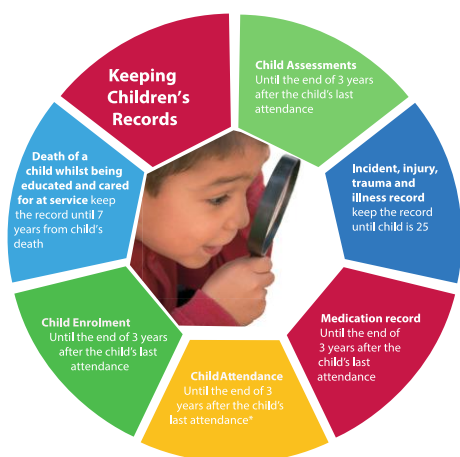 Keeping
Children's
Records
Child Assessments
Until the end of 3 years
after the child's last
attendance
Incident, injury,
trauma and
illness record
keep the record
until child is 25
Medication record
Until the end of
3 years after the
child's last
attendance
Child Attendance
Until the end of 3
years after the child's
last attendance*
Child Enrolment
Until the end of 3 years
after the child's last
attendance
Death of a
child whilst being
educated and cared
for at service keep
the record until 7
years from child's
death